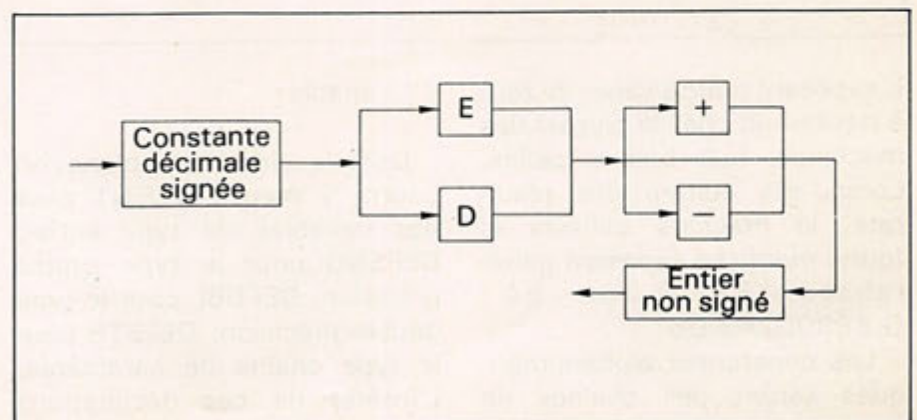 Constante
décimale
signée
E
D
+
−
Entier
non signé